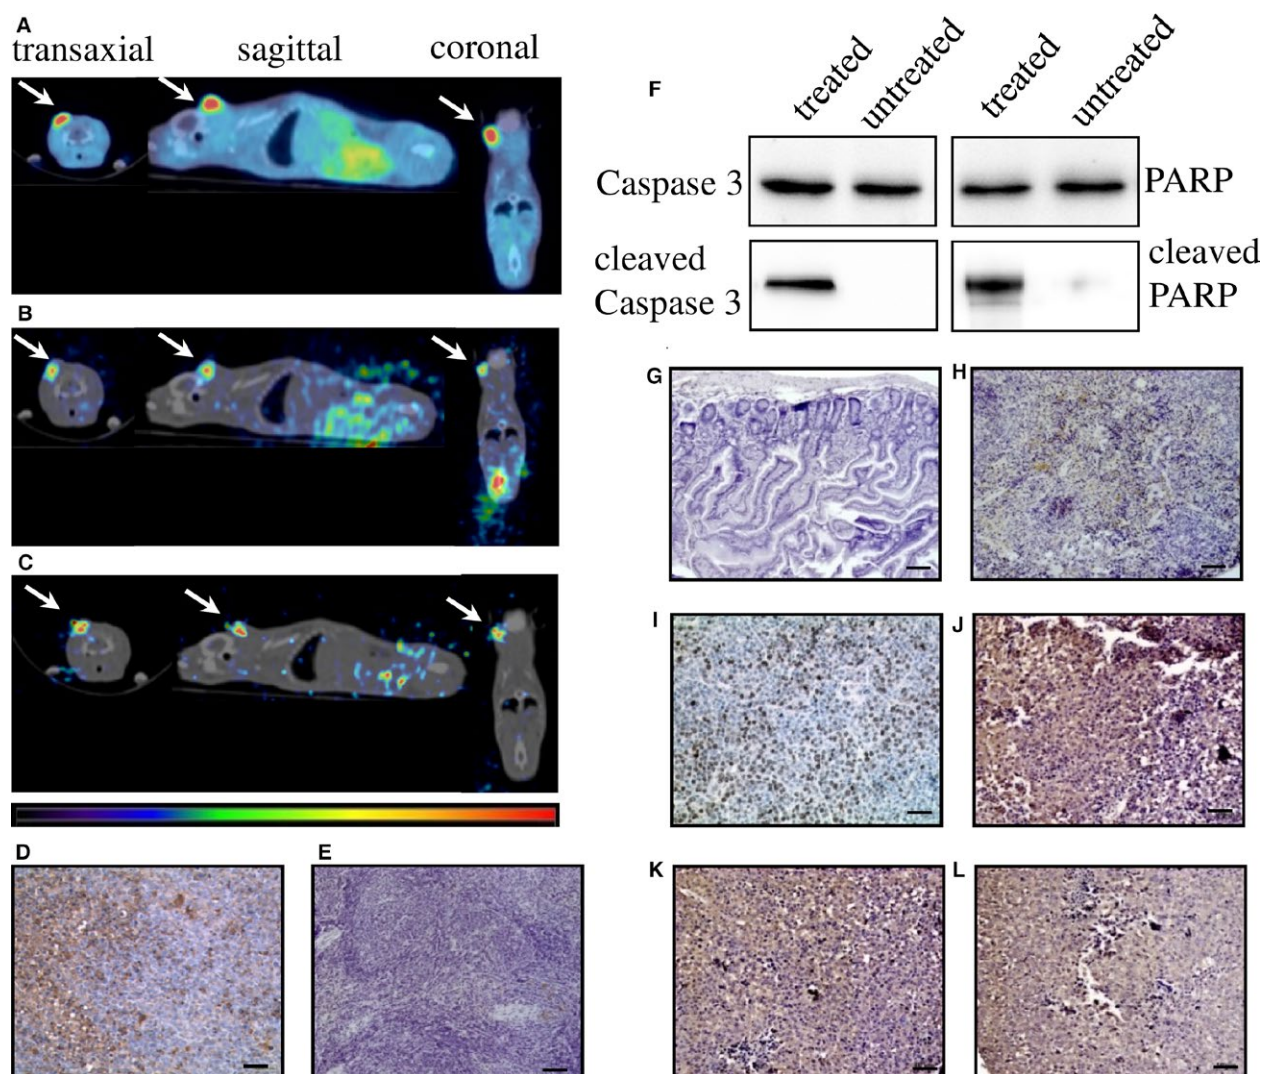 A
transaxial sagittal coronal
B
C
D E
F
treated untreated treated untreated
Caspase 3 PARP
cleaved Caspase 3 cleaved PARP
G H
I J
K L